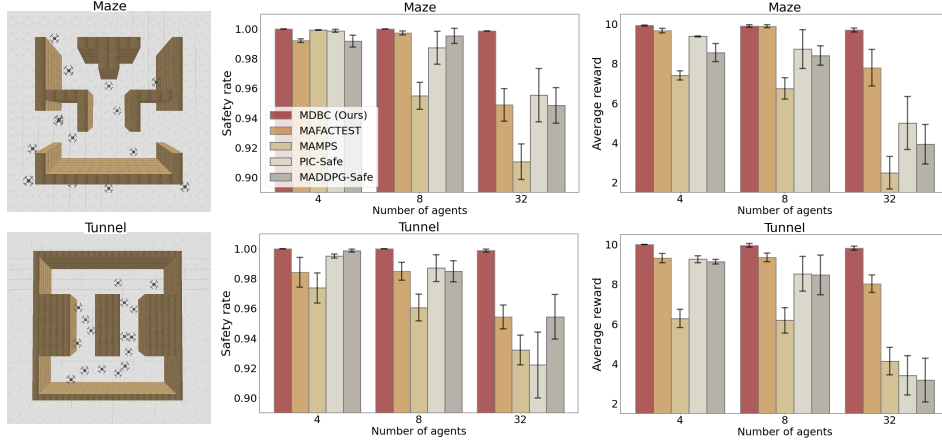 Maze
Maze
Maze
Safety rate
1.00
0.98
0.96
0.94
0.92
0.90
MDBC (Ours)
MAFACTEST
MAMPS
PIC-Safe
MADDPG-Safe
4
8
32
Number of agents
Average reward
10
8
6
4
2
4
8
32
Number of agents
Tunnel
Tunnel
Tunnel
Safety rate
1.00
0.98
0.96
0.94
0.92
0.90
4
8
32
Number of agents
Average reward
10
8
6
4
2
4
8
32
Number of agents